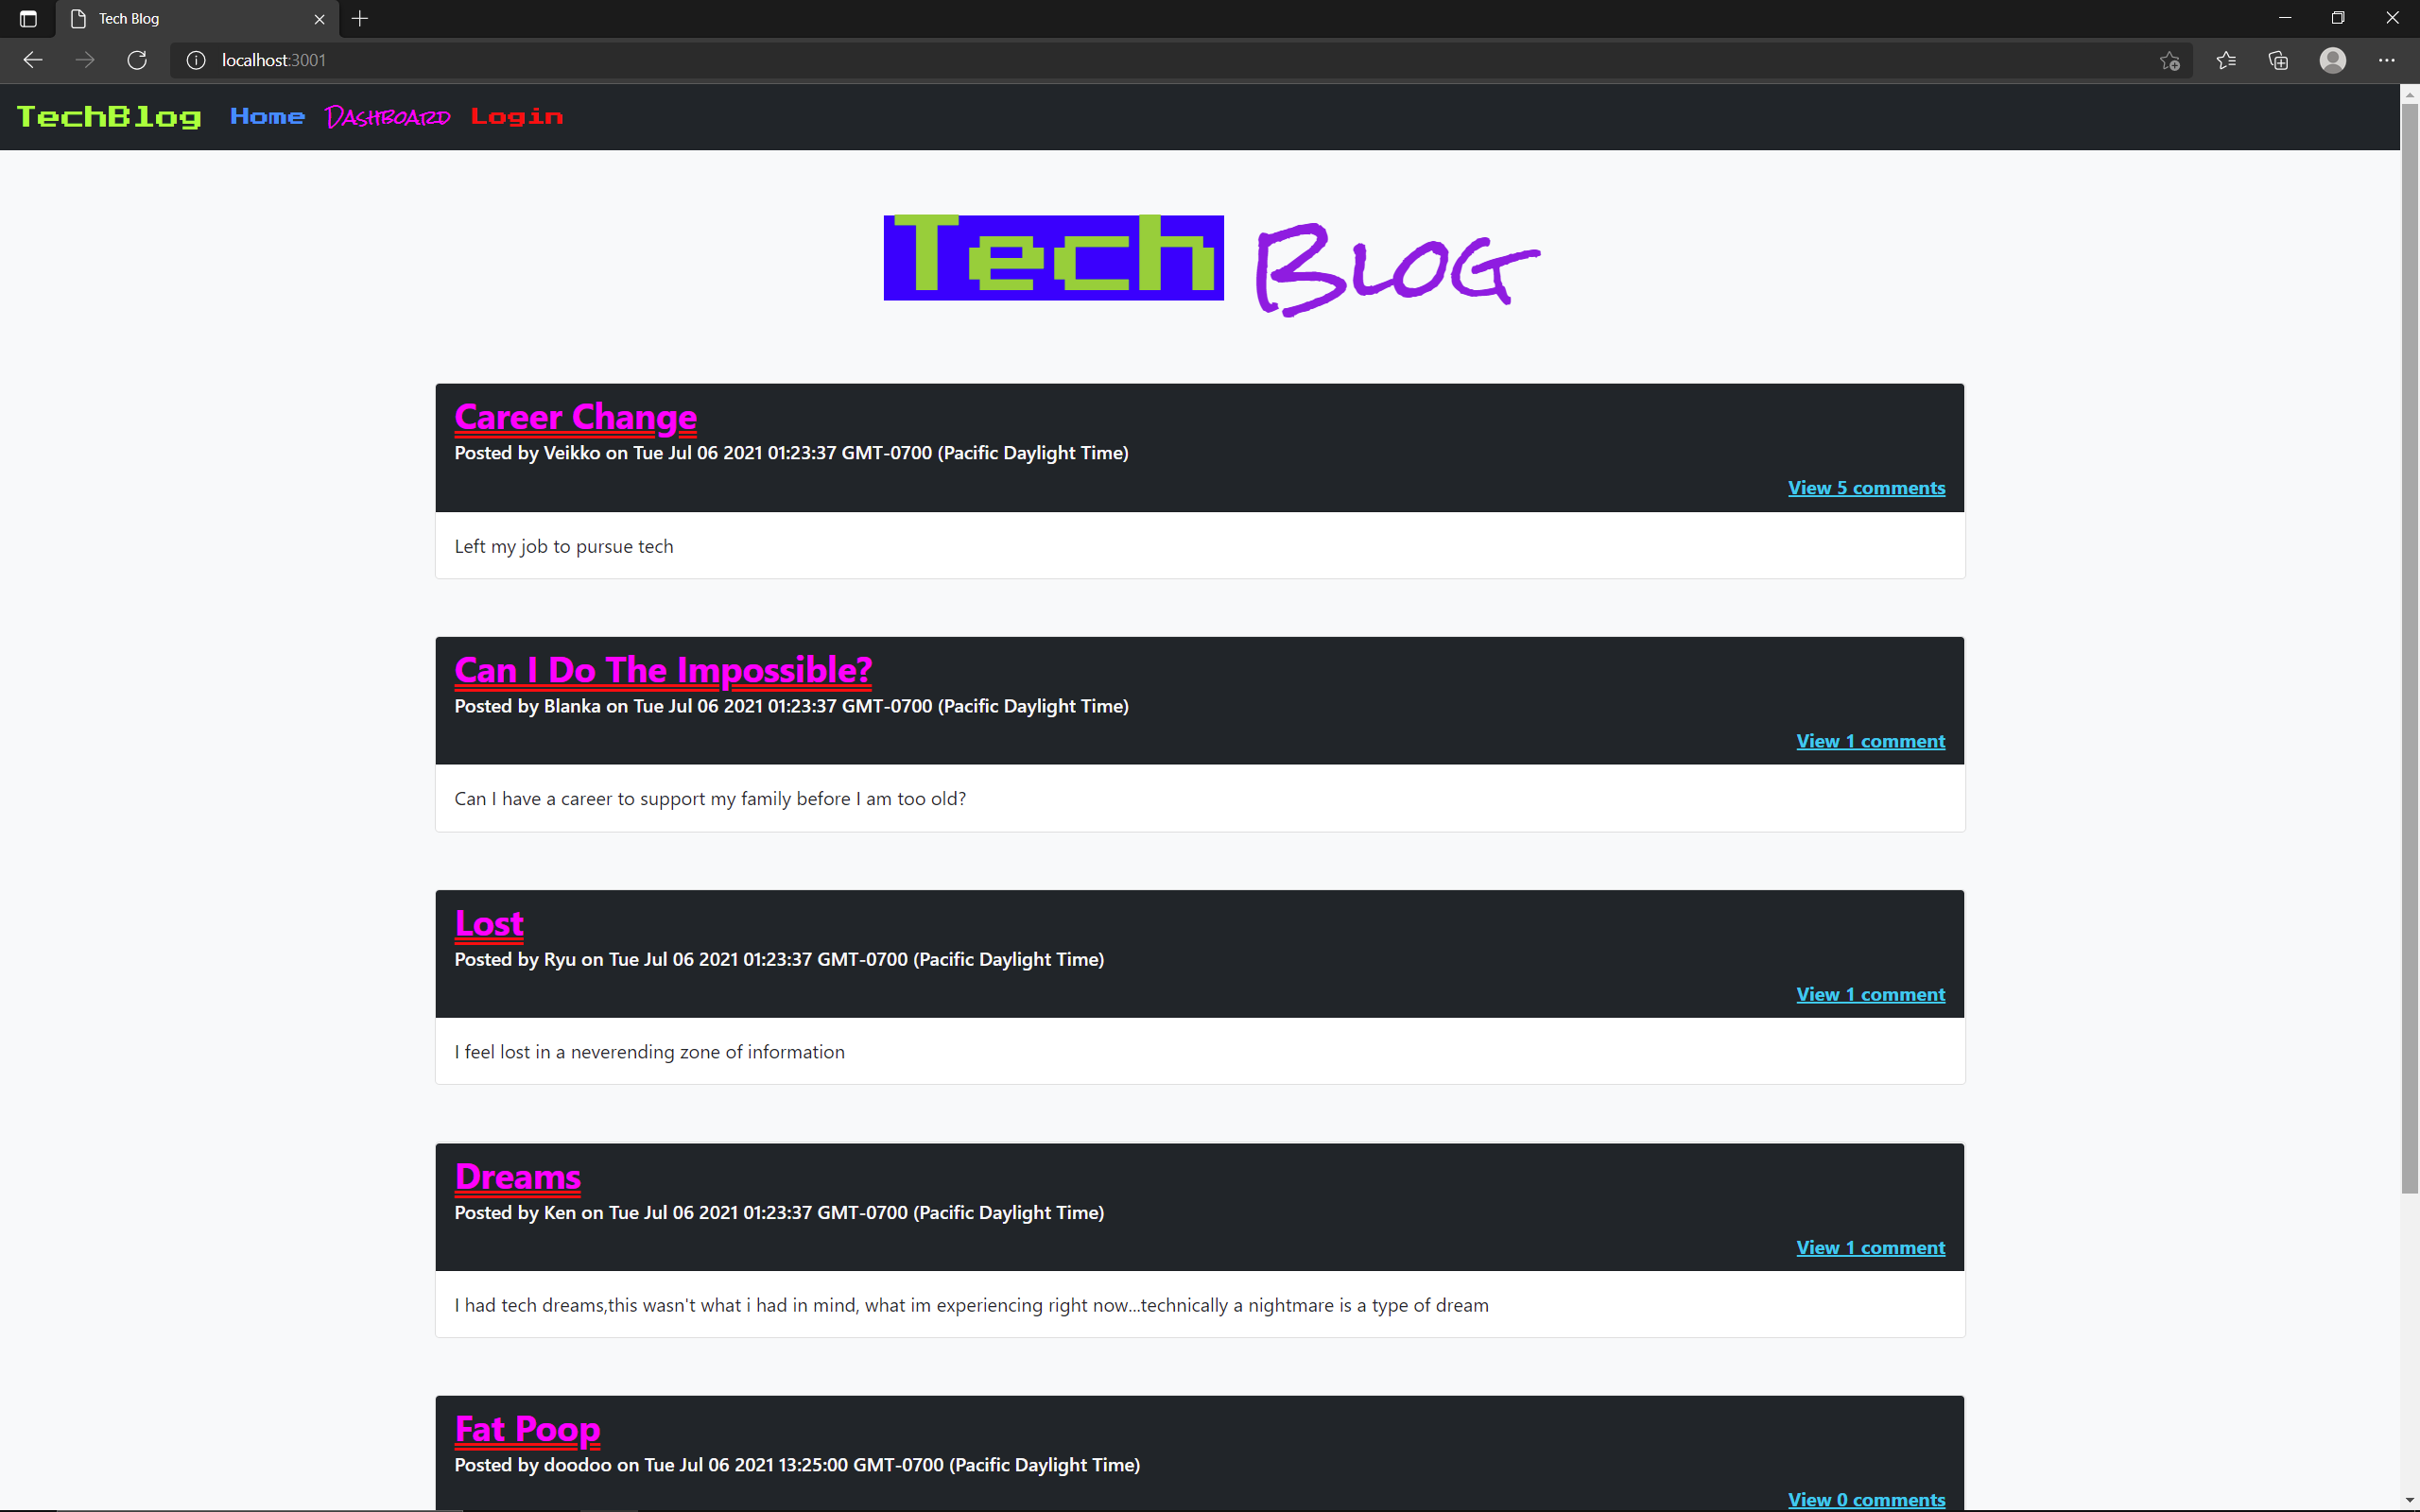 Tech Blog
localhost:3001
TechBlog Home DASHBOARD Login
Tech BLOG
Career Change
Posted by Veikko on Tue Jul 06 2021 01:23:37 GMT-0700 (Pacific Daylight Time)
View 5 comments
Left my job to pursue tech
Can I Do The Impossible?
Posted by Blanka on Tue Jul 06 2021 01:23:37 GMT-0700 (Pacific Daylight Time)
View 1 comment
Can I have a career to support my family before I am too old?
Lost
Posted by Ryu on Tue Jul 06 2021 01:23:37 GMT-0700 (Pacific Daylight Time)
View 1 comment
I feel lost in a neverending zone of information
Dreams
Posted by Ken on Tue Jul 06 2021 01:23:37 GMT-0700 (Pacific Daylight Time)
View 1 comment
I had tech dreams,this wasn't what i had in mind, what im experiencing right now...technically a nightmare is a type of dream
Fat Poop
Posted by doodoo on Tue Jul 06 2021 13:25:00 GMT-0700 (Pacific Daylight Time)
View 0 comments